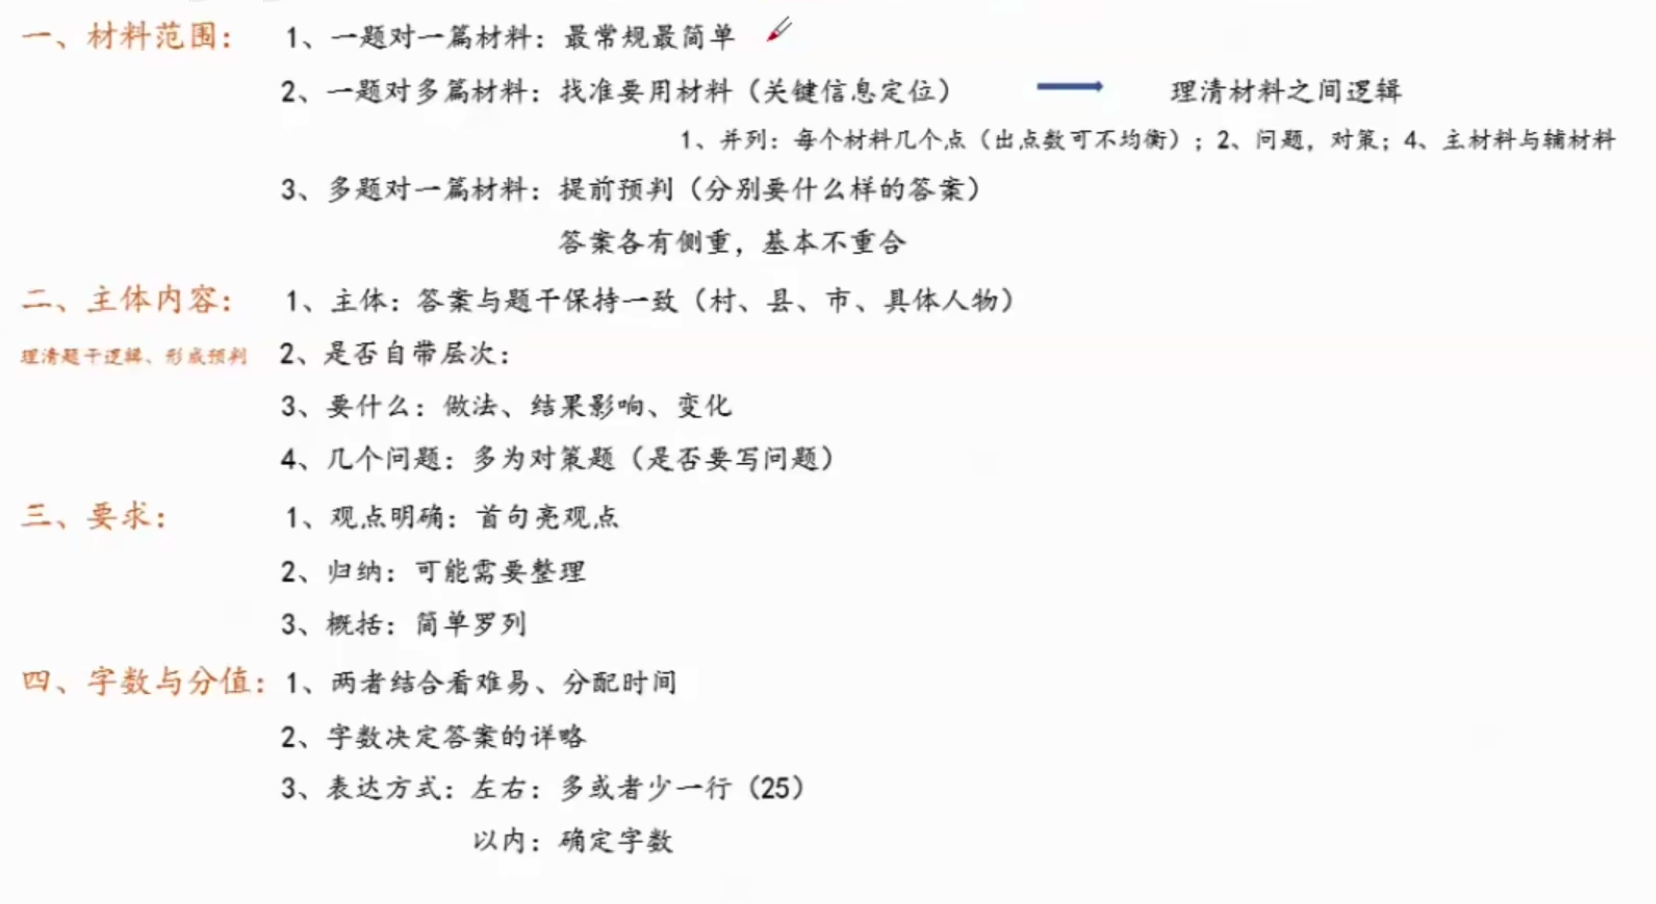 一、材料范围： 1、一题对一篇材料：最常规最简单
2、一题对多篇材料：找准要用材料（关键信息定位） 理清材料之间逻辑
1、并列：每个材料几个点（出点数可不均衡）；2、问题，对策；4、主材料与辅材料
3、多题对一篇材料：提前预判（分别要什么样的答案）
答案各有侧重，基本不重合
二、主体内容： 1、主体：答案与题干保持一致（村、县、市、具体人物）
理清题干逻辑、形成预判 2、是否自带层次：
3、要什么：做法、结果影响、变化
4、几个问题：多为对策题（是否要写问题）
三、要求： 1、观点明确：首句亮观点
2、归纳：可能需要整理
3、概括：简单罗列
四、字数与分值：1、两者结合看难易、分配时间
2、字数决定答案的详略
3、表达方式：左右：多或者少一行（25）
以内：确定字数